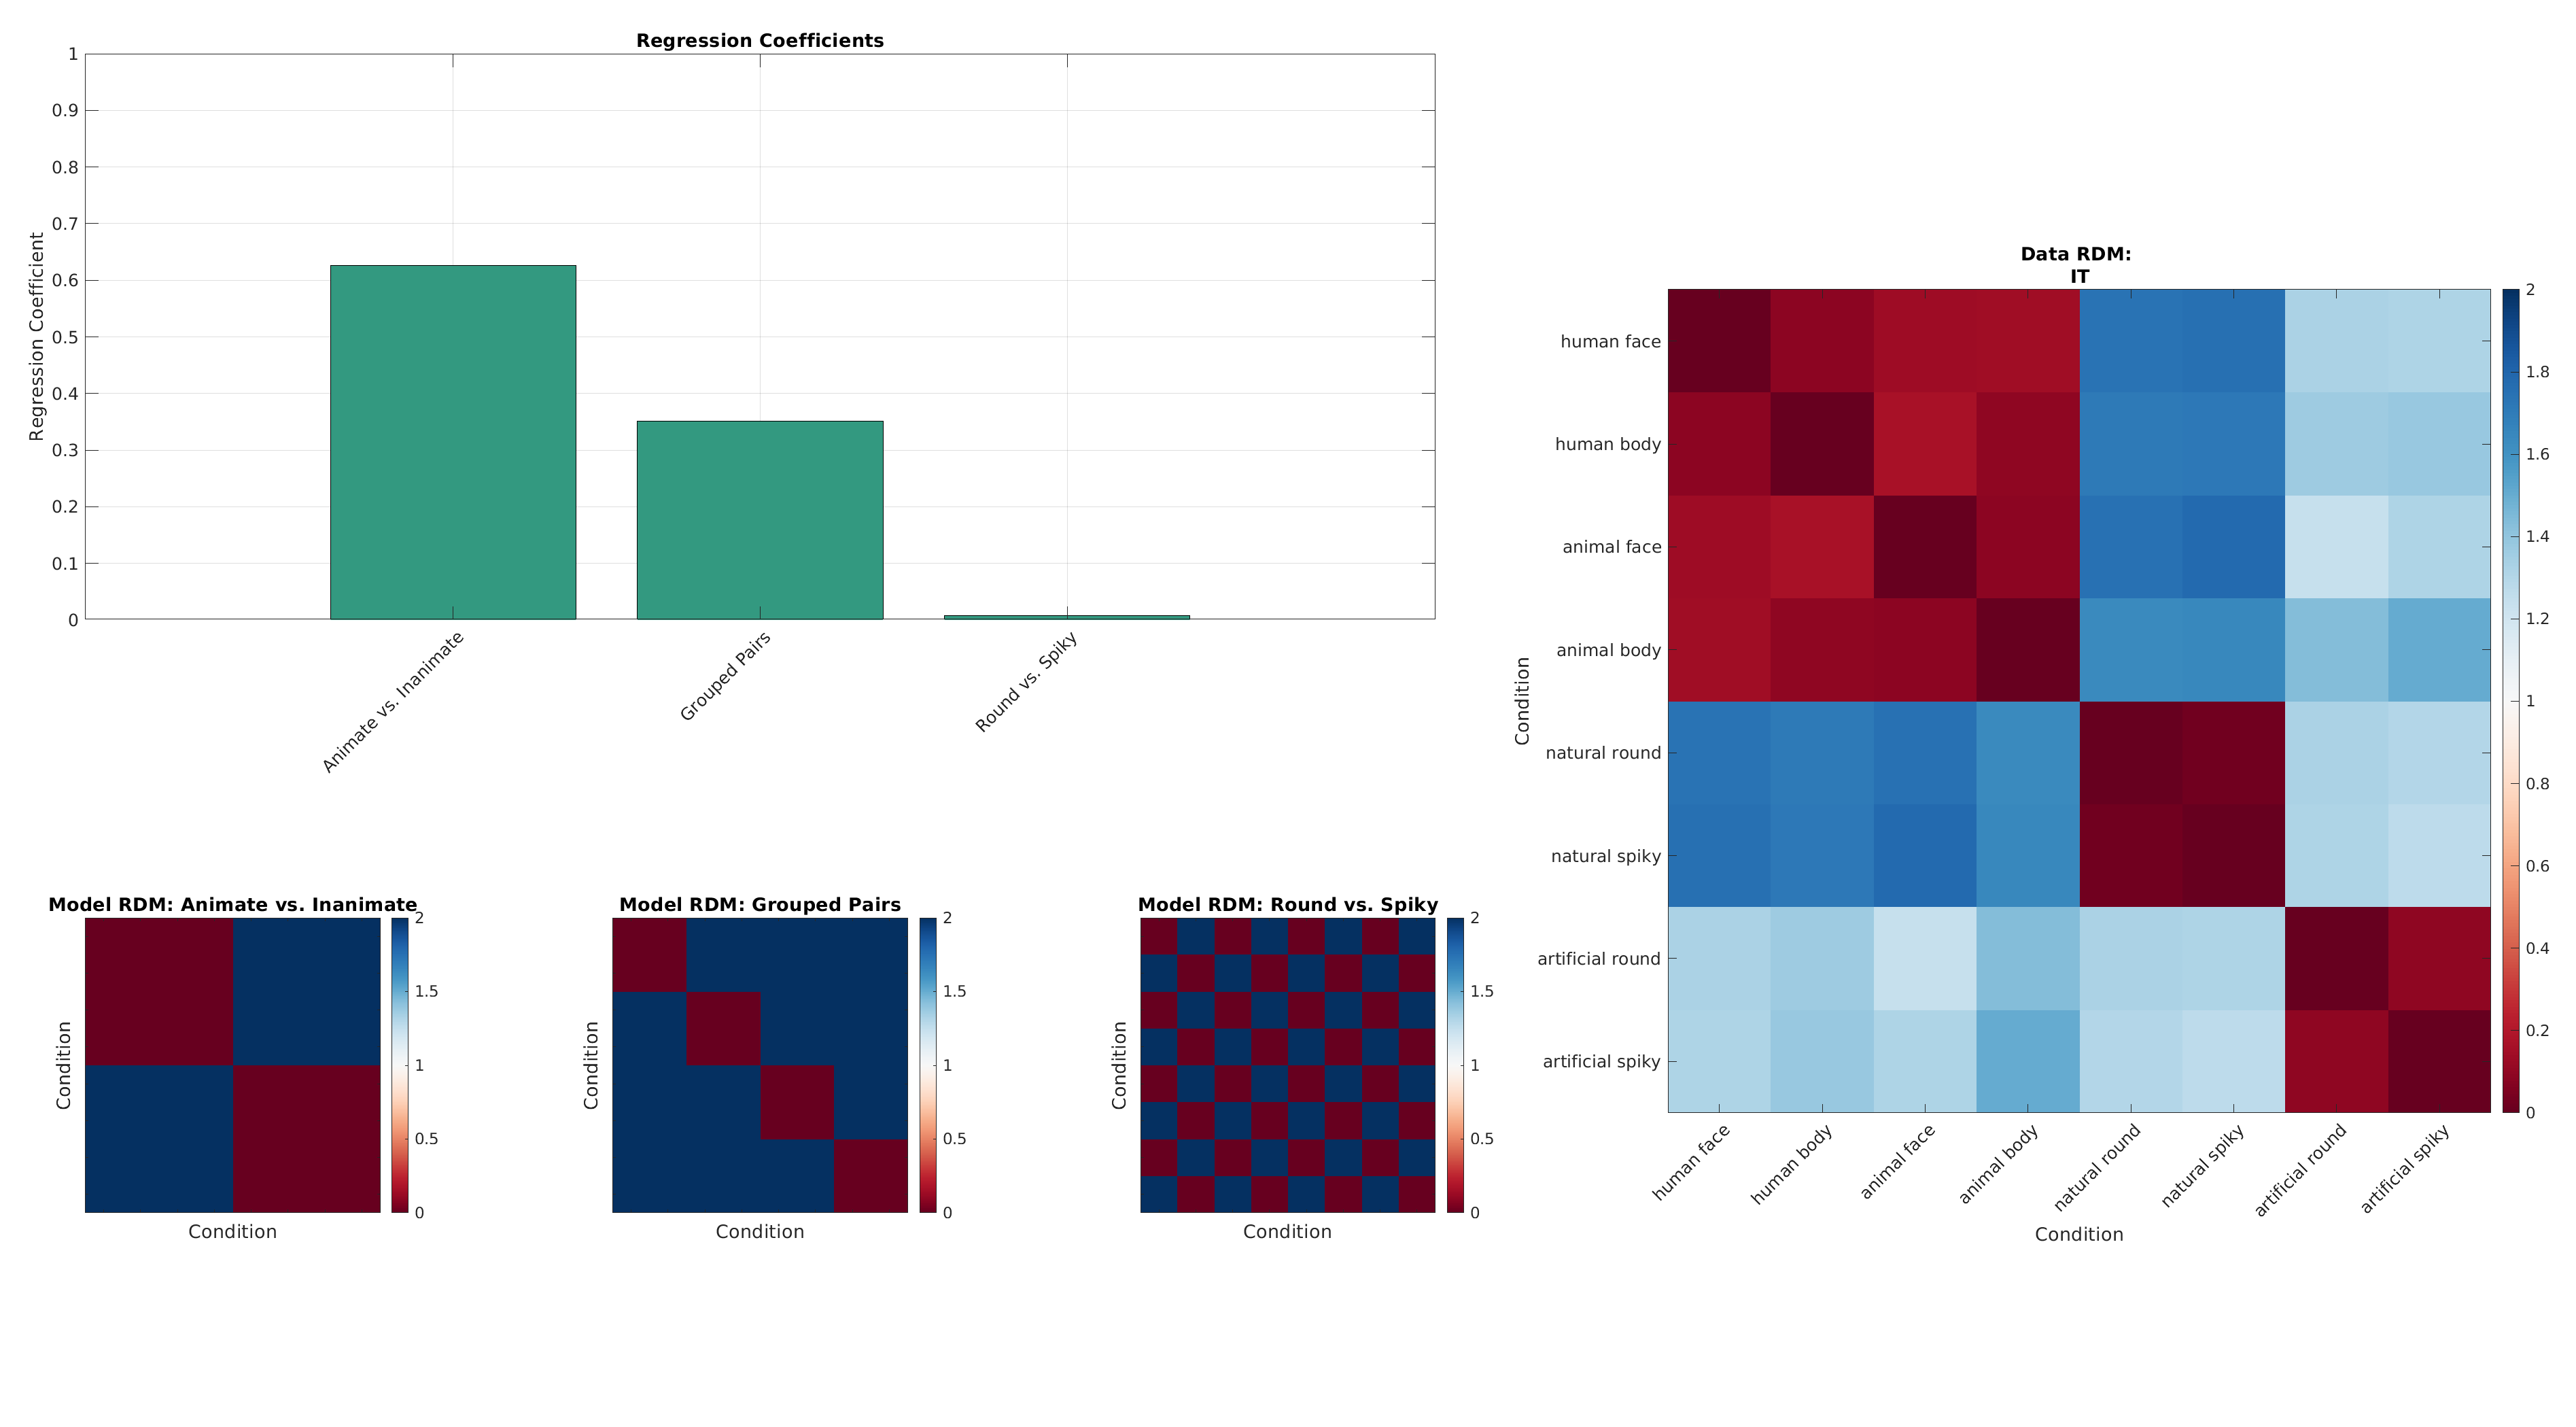 Regression Coefficients
1
0.9
0.8
0.7
0.6
0.5
0.4
0.3
0.2
0.1
0
Regression Coefficient
Animate vs. Inanimate
Grouped Pairs
Round vs. Spiky
Model RDM: Animate vs. Inanimate
2
1.5
1
0.5
0
Condition
Condition
Model RDM: Grouped Pairs
2
1.5
1
0.5
0
Condition
Condition
Model RDM: Round vs. Spiky
2
1.5
1
0.5
0
Condition
Condition
Data RDM:
IT
human face
human body
animal face
animal body
natural round
natural spiky
artificial round
artificial spiky
Condition
human face
human body
animal face
animal body
natural round
natural spiky
artificial round
artificial spiky
Condition
2
1.8
1.6
1.4
1.2
1
0.8
0.6
0.4
0.2
0